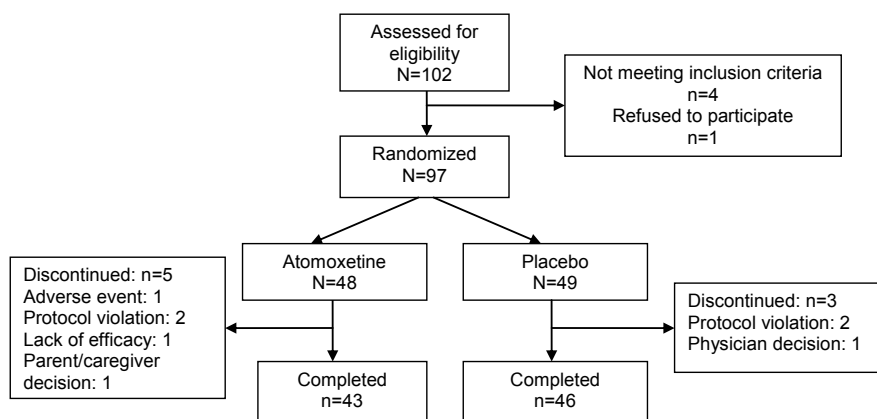 Assessed for
eligibility
N=102
Not meeting inclusion criteria
n=4
Refused to participate
n=1
Randomized
N=97
Atomoxetine
N=48
Placebo
N=49
Discontinued: n=5
Adverse event: 1
Protocol violation: 2
Lack of efficacy: 1
Parent/caregiver
decision: 1
Discontinued: n=3
Protocol violation: 2
Physician decision: 1
Completed
n=43
Completed
n=46